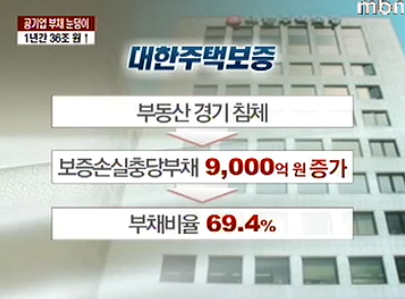 공기업 부채 눈덩이
1년간 36조 원↑
mbn
대한주택보증
부동산 경기 침체
보증손실충당부채 9,000억 원 증가
부채비율 69.4%